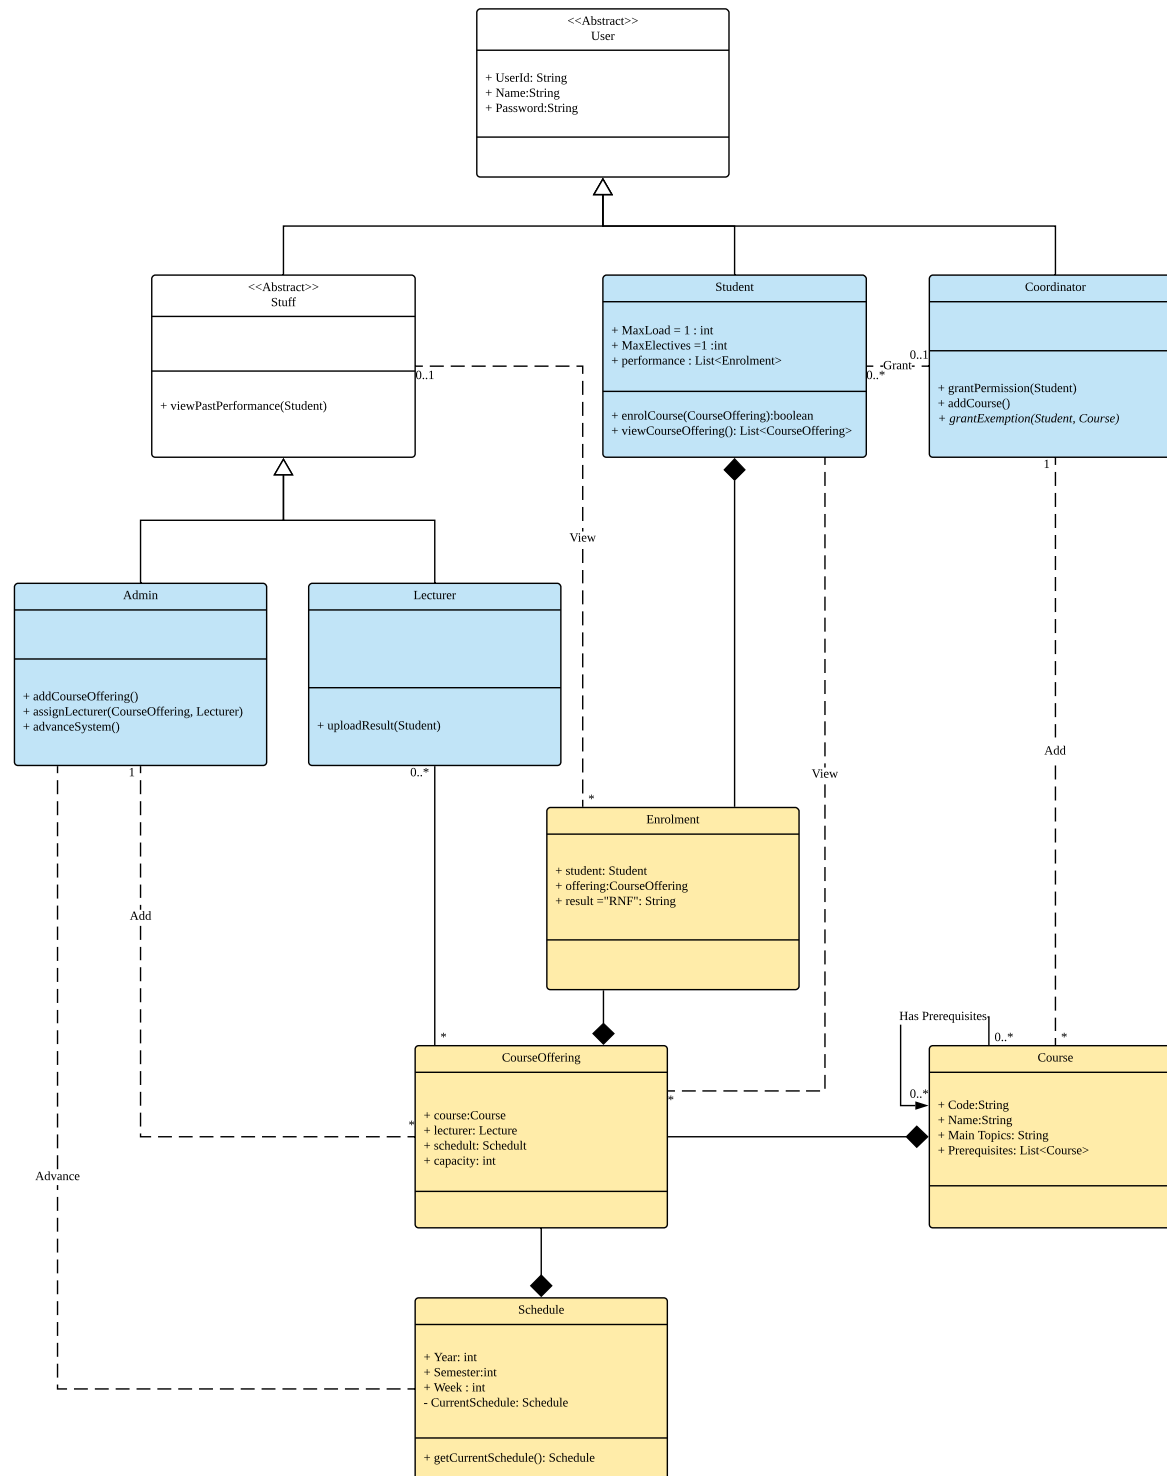 <<Abstract>>
User
+ UserId: String
+ Name:String
+ Password:String
<<Abstract>>
Stuff
+ viewPastPerformance(Student)
0..1
Student
+ MaxLoad = 1 : int
+ MaxElectives =1 :int
+ performance : List<Enrolment>
+ enrolCourse(CourseOffering):boolean
+ viewCourseOffering(): List<CourseOffering>
0..*
Grant
0..1
Coordinator
+ grantPermission(Student)
+ addCourse()
+ grantExemption(Student, Course)
1
View
Admin
+ addCourseOffering()
+ assignLecturer(CourseOffering, Lecturer)
+ advanceSystem()
1
Lecturer
+ uploadResult(Student)
0..*
View
Add
*
Enrolment
+ student: Student
+ offering:CourseOffering
+ result ="RNF": String
Add
*
Has Prerequisites
0..*
*
CourseOffering
+ course:Course
+ lecturer: Lecture
+ schedult: Schedult
+ capacity: int
*
*
0..*
Course
+ Code:String
+ Name:String
+ Main Topics: String
+ Prerequisites: List<Course>
Advance
Schedule
+ Year: int
+ Semester:int
+ Week : int
- CurrentSchedule: Schedule
+ getCurrentSchedule(): Schedule